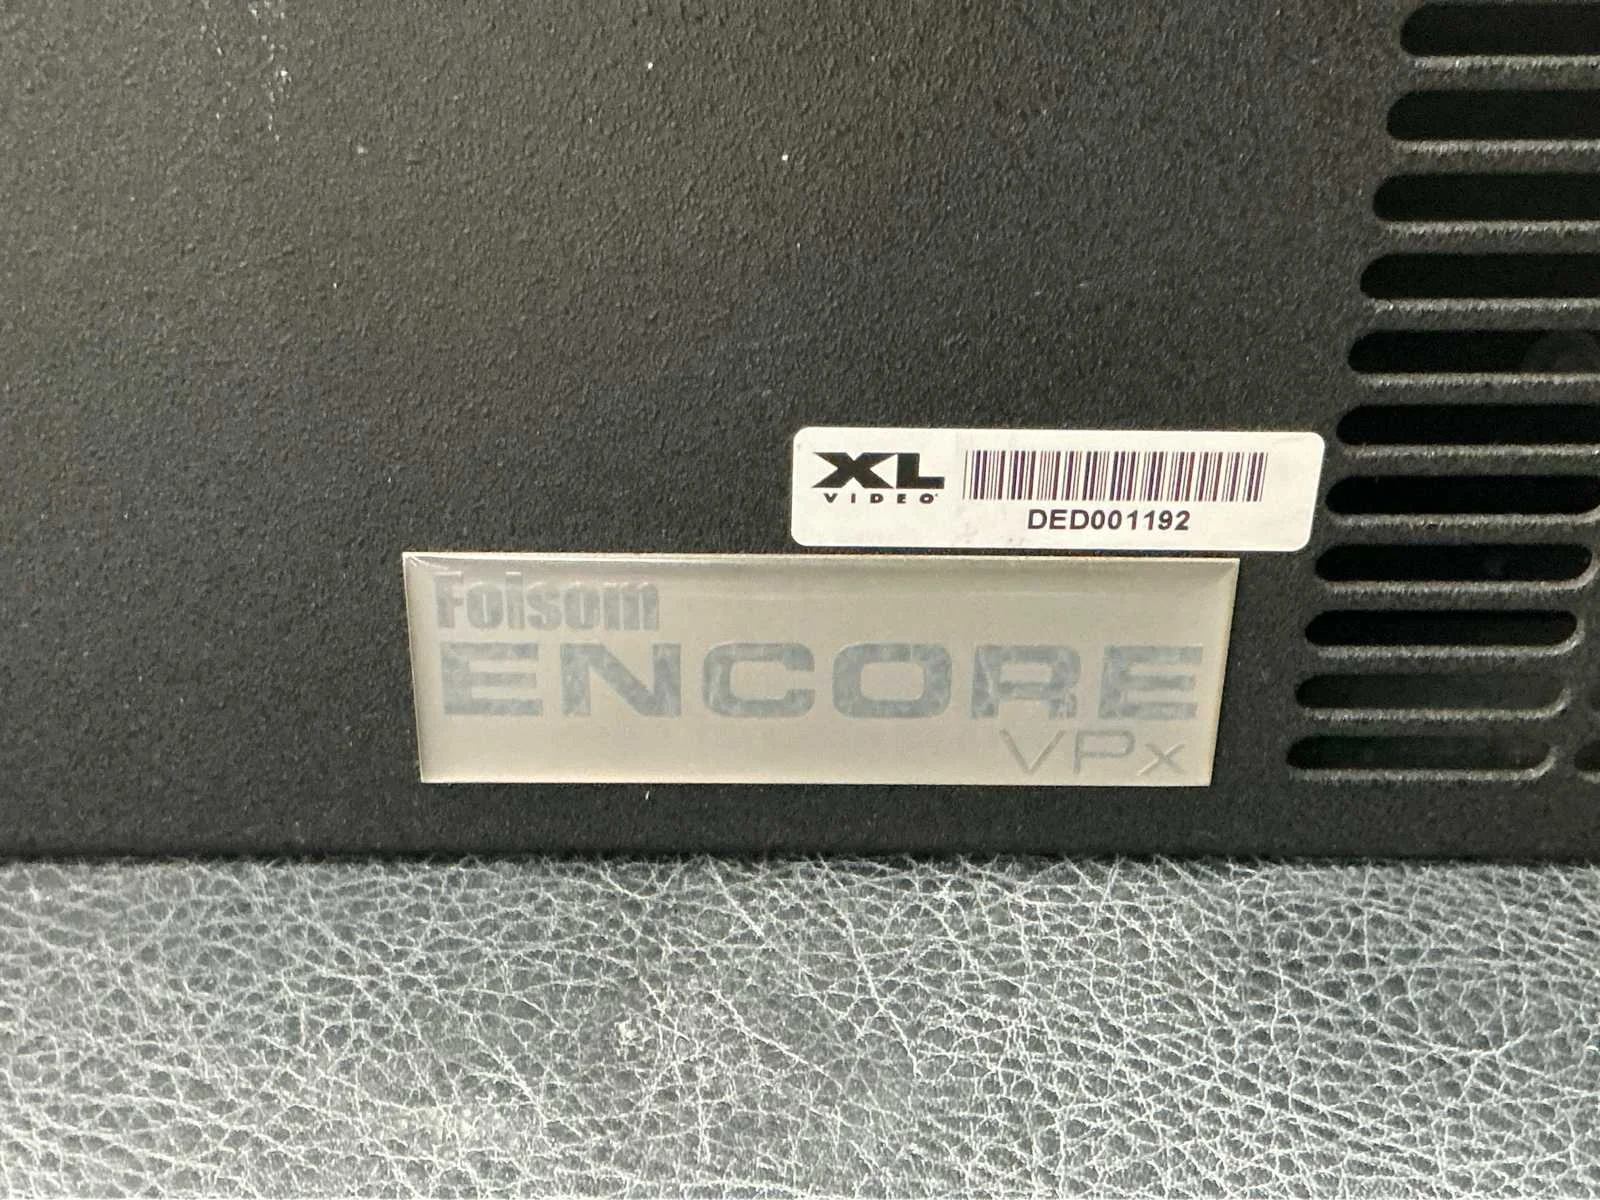 XL
VIDEO
DED001192
Folsom
ENCORE
VPx